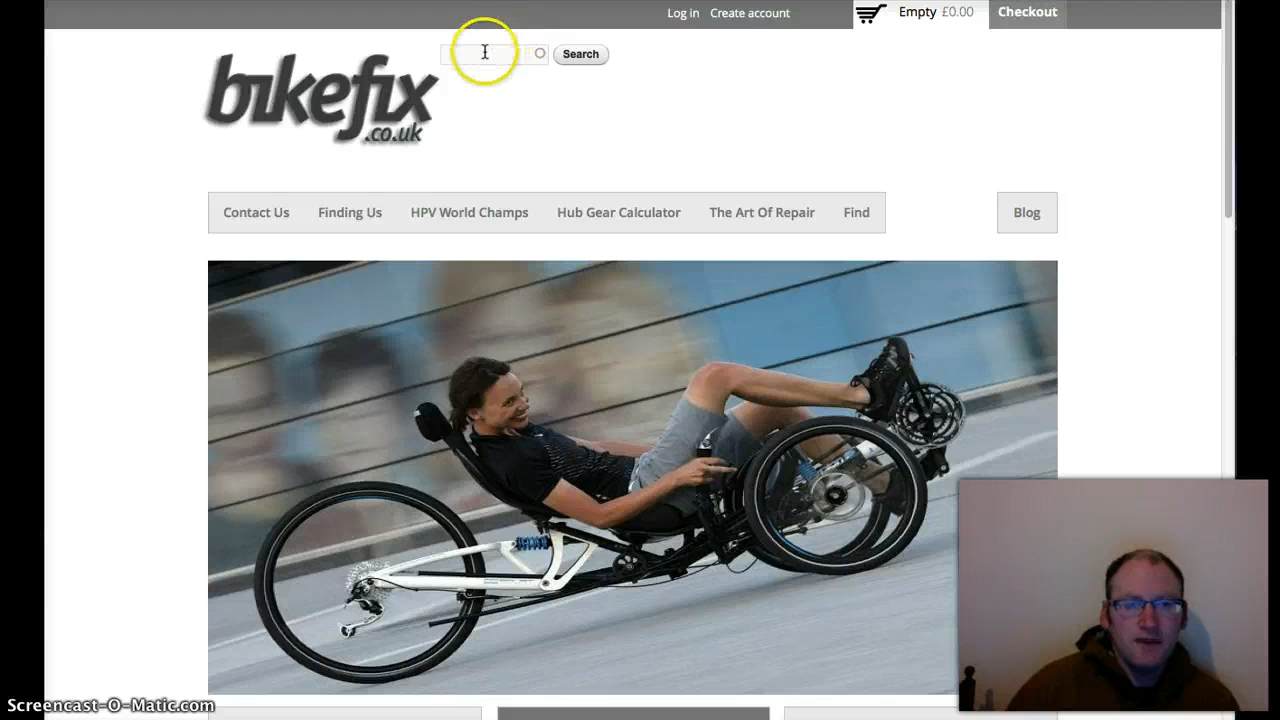 Log in Create account Empty £0.00 Checkout
Search
bikefix
.co.uk
Contact Us Finding Us HPV World Champs Hub Gear Calculator The Art Of Repair Find Blog
Screencast-O-Matic.com